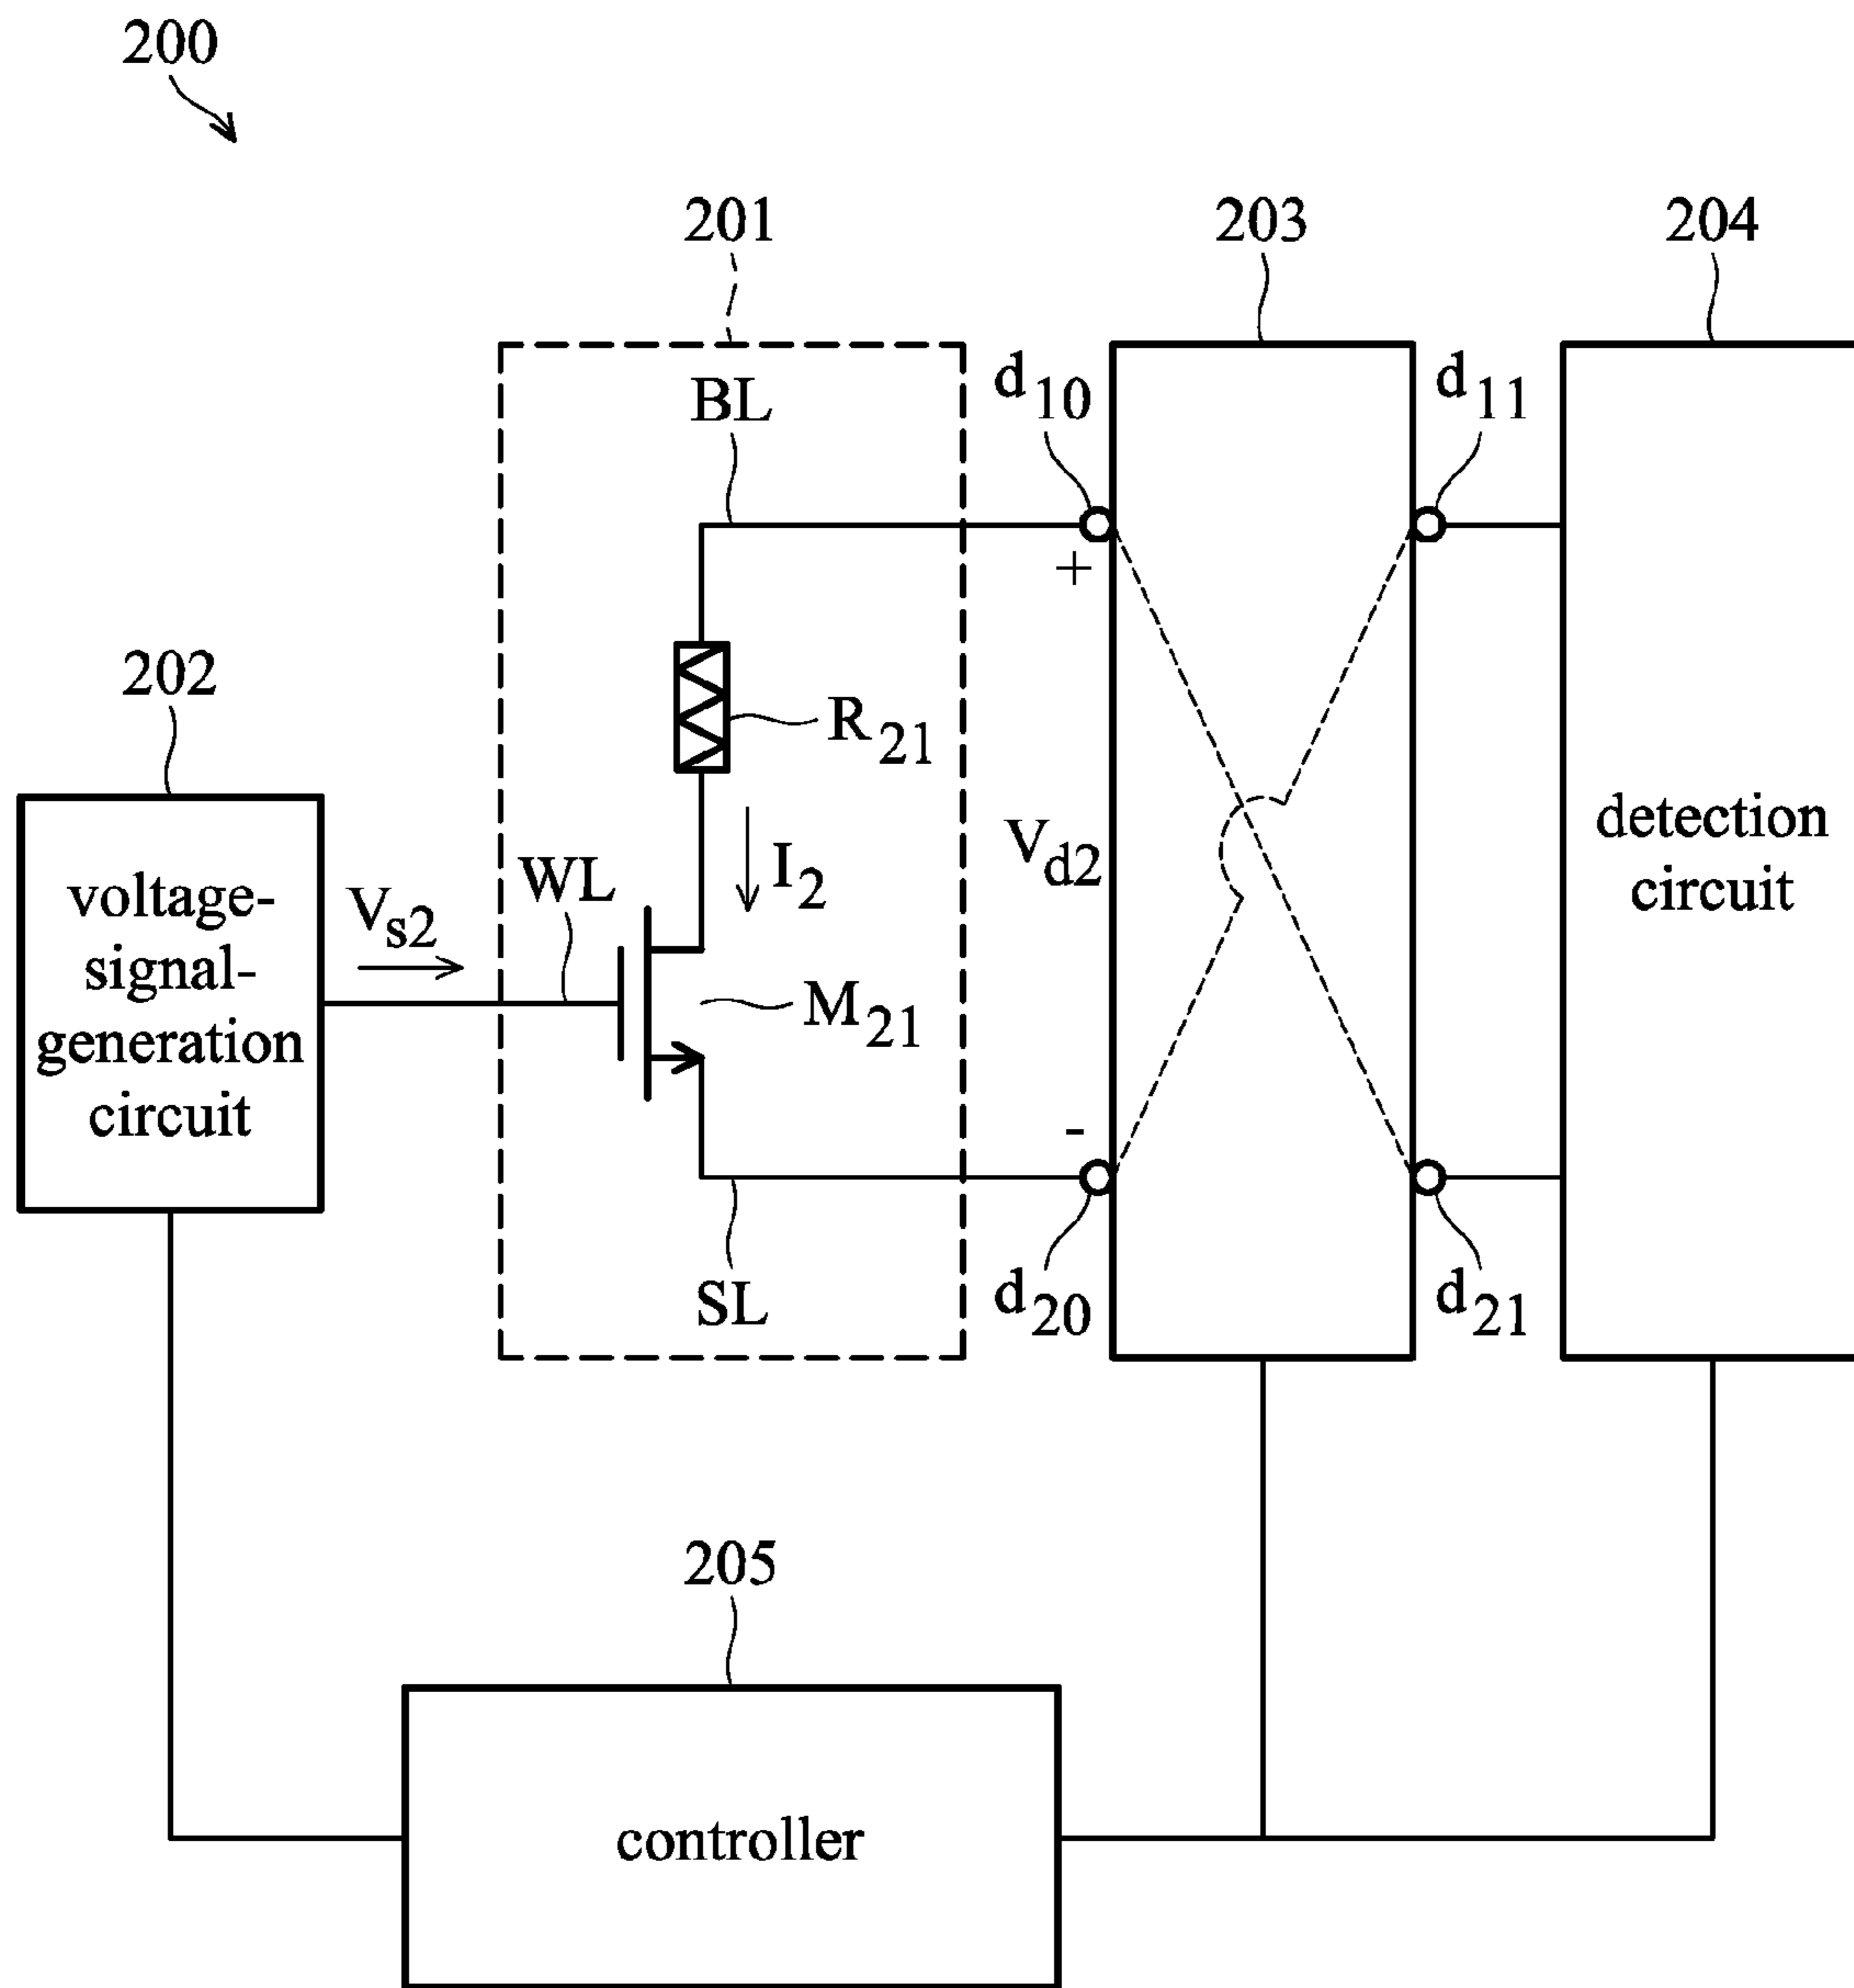 200
201
203
204
BL
d10
d11
+
202
R21
voltage-
signal-
generation
circuit
Vs2
WL
I2
Vd2
detection
circuit
M21
-
SL
d20
d21
205
controller